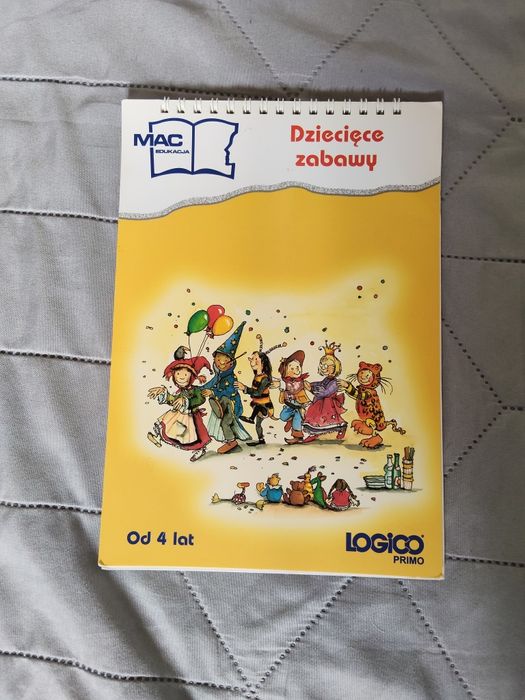 MAC
EDUKACJA
Dziecięce
zabawy
Od 4 lat
LOGICO
PRIMO